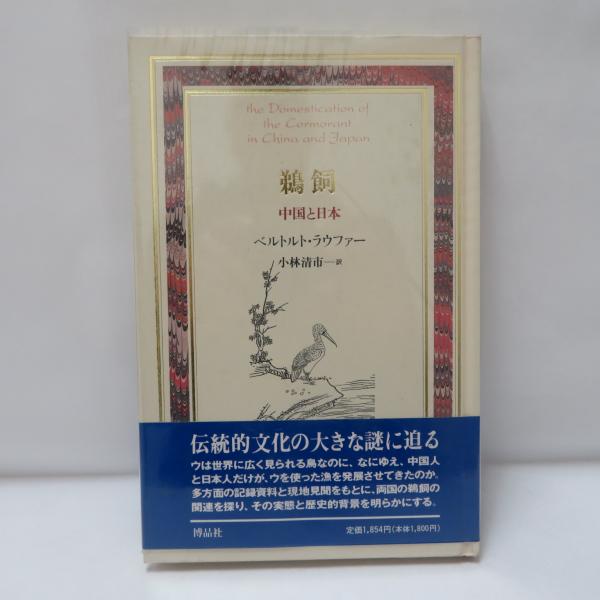 the Domestication of
the Cormorant
in China and Japan
鵜飼
中国と日本
ベルトルト・ラウファー
小林清市─訳
伝統的文化の大きな謎に迫る
ウは世界に広く見られる鳥なのに、なにゆえ、中国人
と日本人だけが、ウを使った漁を発展させてきたのか。
多方面の記録資料と現地見聞をもとに、両国の鵜飼の
関連を探り、その実態と歴史的背景を明らかにする。
博品社
定価1,854円(本体1,800円)